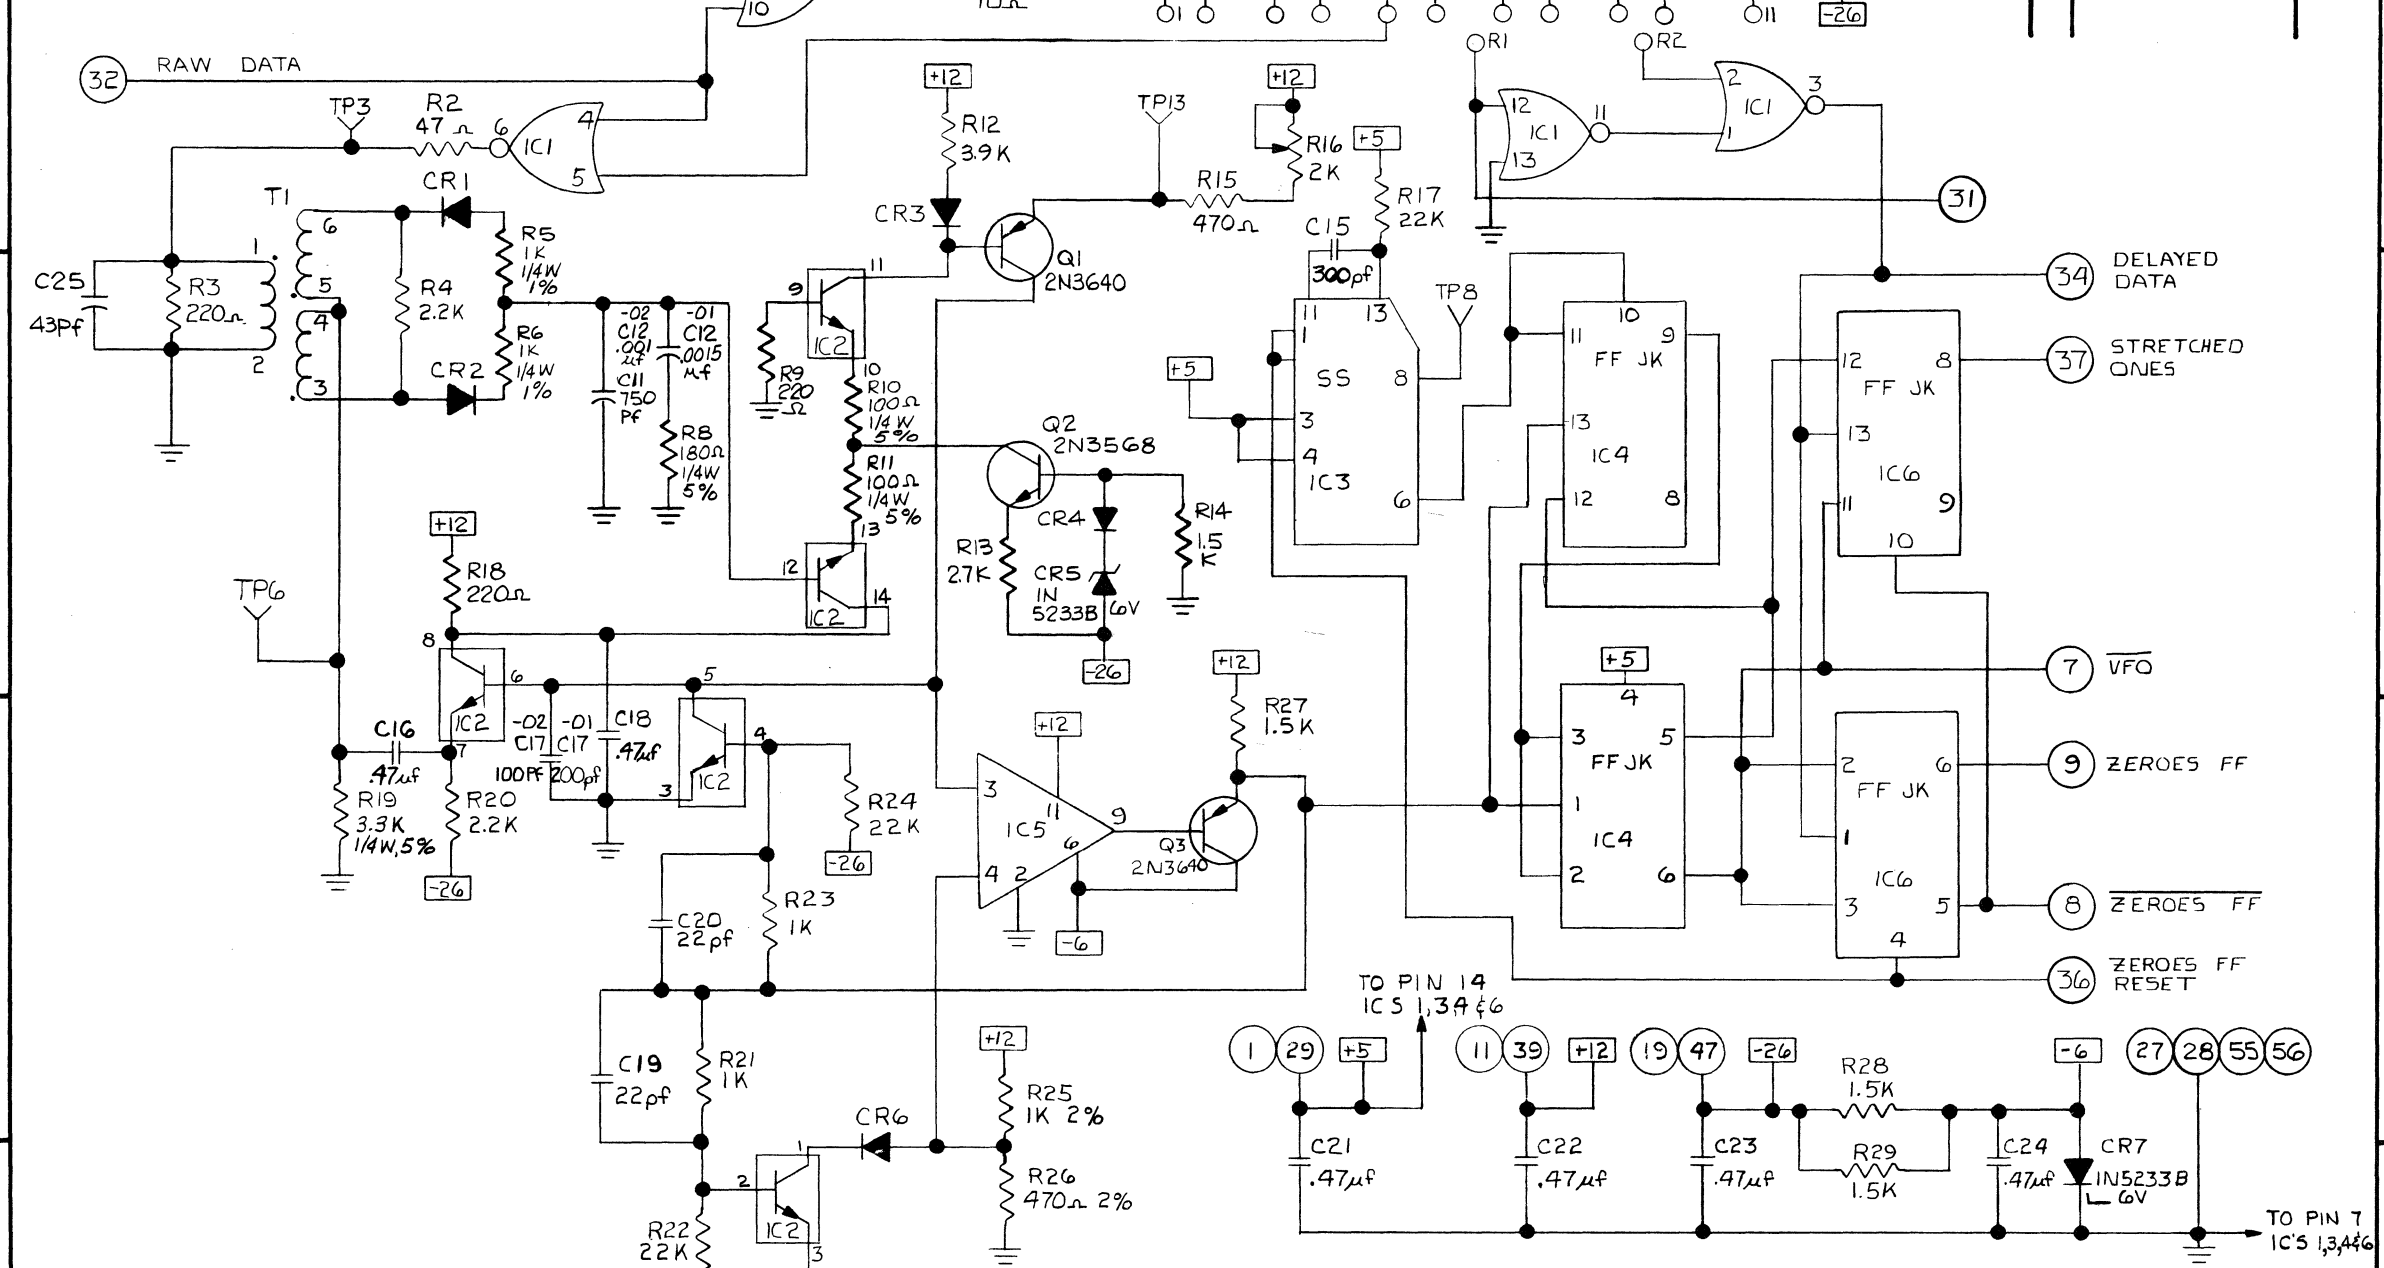 10
10Ω
1
11
-26
32
RAW DATA
TP3
R2
47 Ω
6
IC1
4
5
+12
R12
3.9K
TP13
+12
R16
2K
+5
R1
12
IC1
11
13
R2
2
IC1
3
1
31
T1
CR1
CR3
R15
470Ω
R17
22K
C15
300pf
1
6
5
4
3
2
C25
43pf
R3
220Ω
R4
2.2K
R5
1K
1/4W
1%
R6
1K
1/4W
1%
CR2
-02
C12
.001
µf
-01
C12
.0015
µf
C11
750
Pf
R8
180Ω
1/4W
5%
9
11
IC2
10
R9
220
Ω
R10
100Ω
1/4W
5%
R11
100Ω
1/4W
5%
13
12
IC2
14
Q1
2N3640
Q2
2N3568
CR4
R13
2.7K
CR5
1N
5233B
6V
R14
1.5
K
-26
+5
11
13
1
SS
8
3
4
IC3
6
TP8
10
11
9
FF JK
13
IC4
12
8
34
DELAYED
DATA
37
STRETCHED
ONES
12
8
FF JK
13
IC6
11
9
10
TP6
+12
R18
220Ω
8
6
IC2
7
C16
.47µf
R19
3.3K
1/4W,5%
R20
2.2K
-26
-02
C17
100PF
-01
C17
200pf
C18
.47µf
5
4
IC2
3
R24
22K
-26
C20
22pf
R23
1K
+12
3
11
IC5
9
6
4
2
-6
+12
R27
1.5K
Q3
2N3640
+5
4
3
5
FF JK
1
IC4
2
6
7
VFO
2
6
FF JK
1
IC6
3
5
4
9
ZEROES FF
8
ZEROES FF
36
ZEROES FF
RESET
C19
22pf
R21
1K
2
1
IC2
3
R22
22K
CR6
+12
R25
1K 2%
R26
470Ω 2%
TO PIN 14
ICS 1,3,4 &6
1
29
+5
C21
.47µf
11
39
+12
C22
.47µf
19
47
-26
C23
.47µf
R28
1.5K
R29
1.5K
C24
.47µf
-6
CR7
1N5233B
6V
27
28
55
56
TO PIN 7
IC'S 1,3,4&6